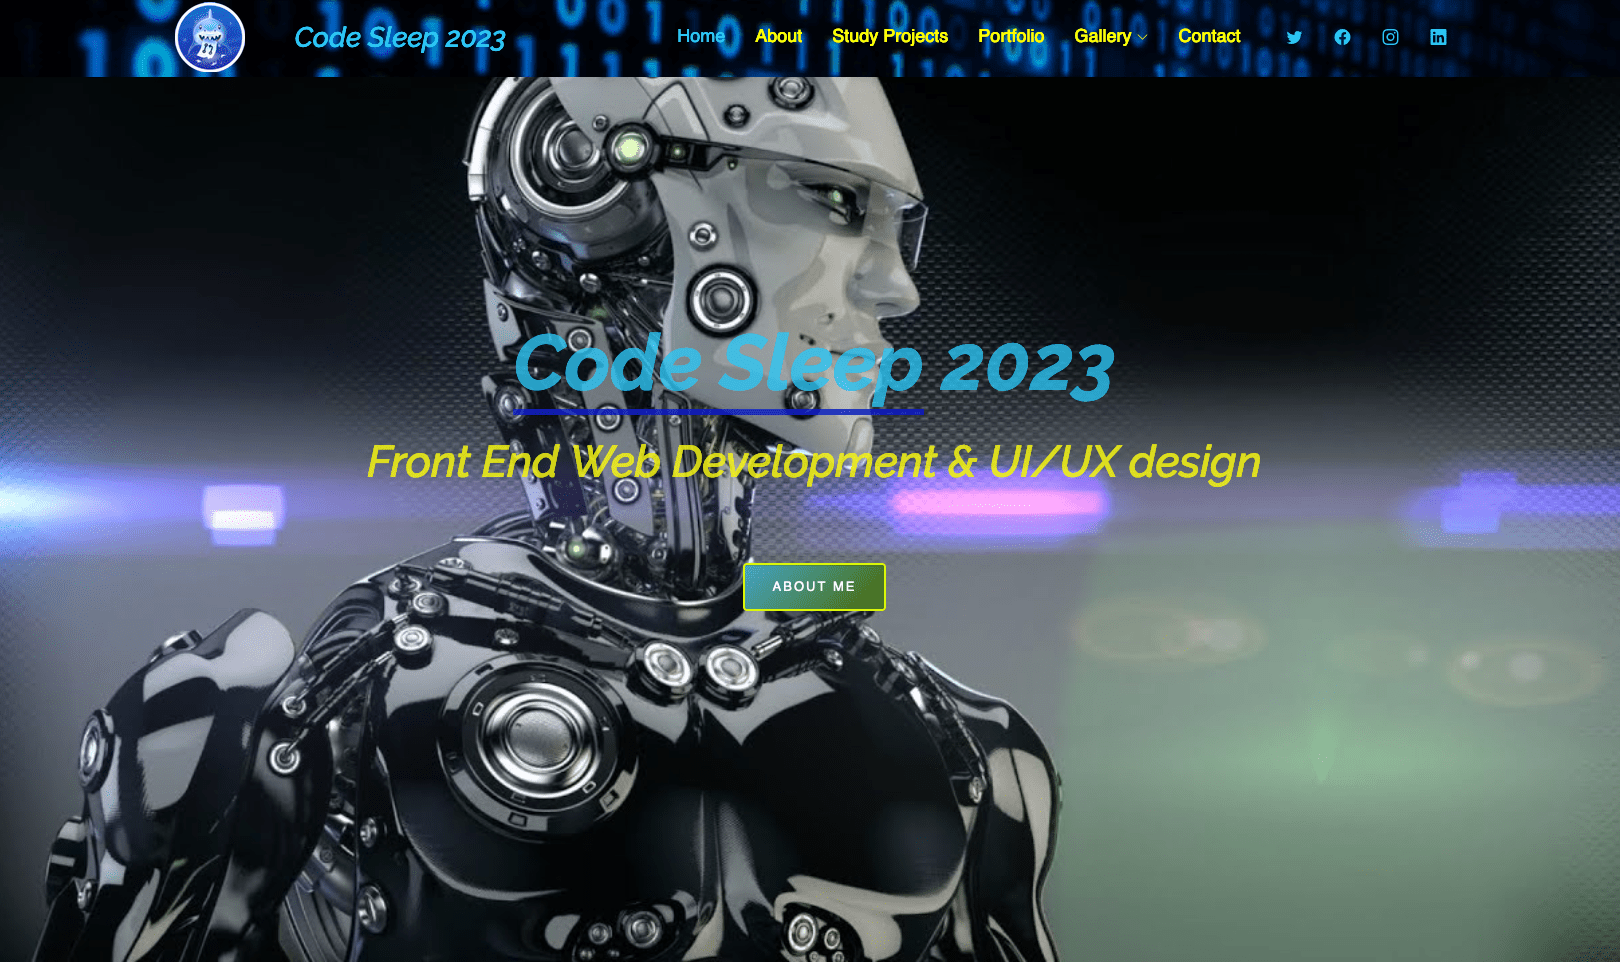 Code Sleep 2023
Home About Study Projects Portfolio Gallery Contact
Code Sleep 2023
Front End Web Development & UI/UX design
ABOUT ME